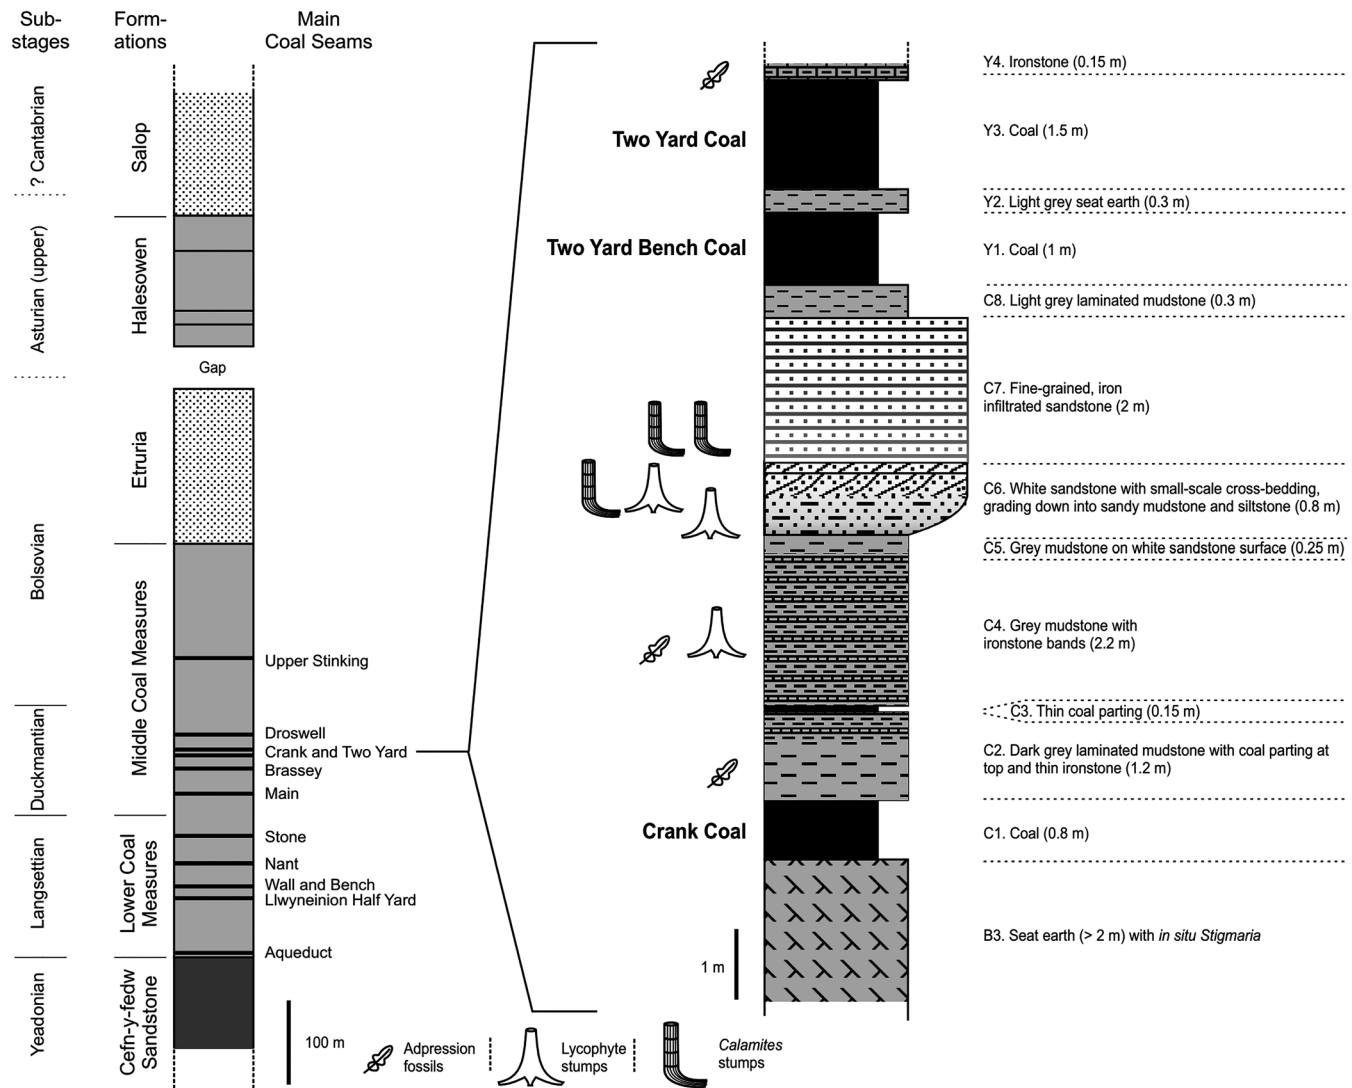 Sub-
stages
Form-
ations
Main
Coal Seams
? Cantabrian
Asturian (upper)
Bolsovian
Duckmantian
Langsettian
Yeadonian
Salop
Halesowen
Gap
Etruria
Middle Coal Measures
Lower Coal
Measures
Cefn-y-fedw
Sandstone
Upper Stinking
Droswell
Crank and Two Yard
Brassey
Main
Stone
Nant
Wall and Bench
Llwyneinion Half Yard
Aqueduct
100 m
Two Yard Coal
Two Yard Bench Coal
Crank Coal
1 m
Y4. Ironstone (0.15 m)
Y3. Coal (1.5 m)
Y2. Light grey seat earth (0.3 m)
Y1. Coal (1 m)
C8. Light grey laminated mudstone (0.3 m)
C7. Fine-grained, iron
infiltrated sandstone (2 m)
C6. White sandstone with small-scale cross-bedding,
grading down into sandy mudstone and siltstone (0.8 m)
C5. Grey mudstone on white sandstone surface (0.25 m)
C4. Grey mudstone with
ironstone bands (2.2 m)
C3. Thin coal parting (0.15 m)
C2. Dark grey laminated mudstone with coal parting at
top and thin ironstone (1.2 m)
C1. Coal (0.8 m)
B3. Seat earth (> 2 m) with in situ Stigmaria
Adpression
fossils
Lycophyte
stumps
Calamites
stumps